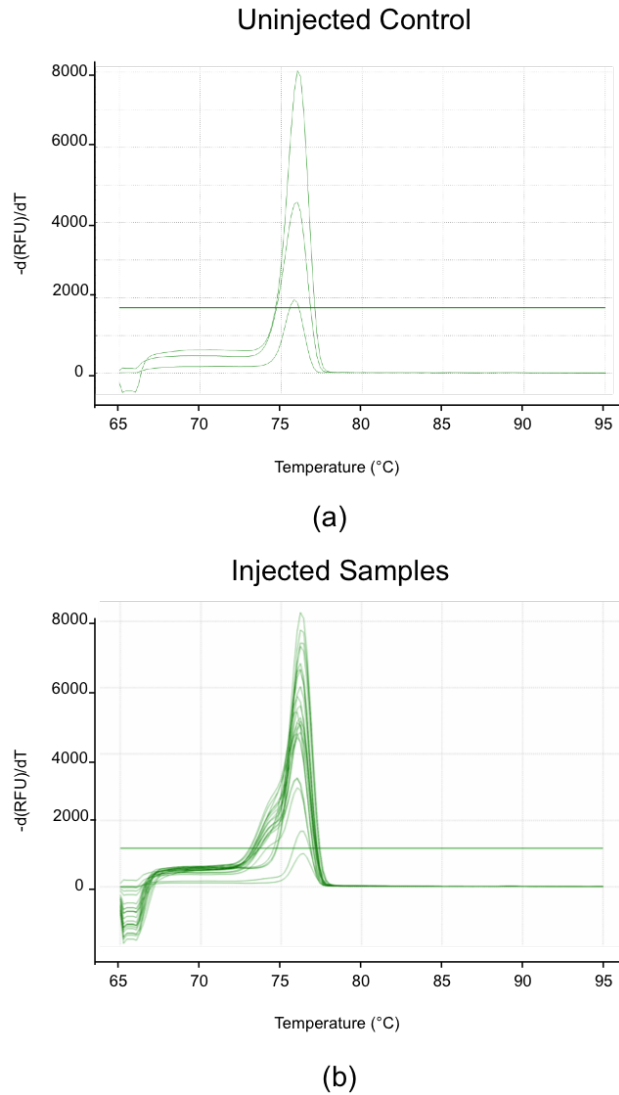 Uninjected Control
8000
6000
4000
2000
0
-d(RFU)/dT
65 70 75 80 85 90 95
Temperature (°C)
(a)
Injected Samples
8000
6000
4000
2000
0
-d(RFU)/dT
65 70 75 80 85 90 95
Temperature (°C)
(b)